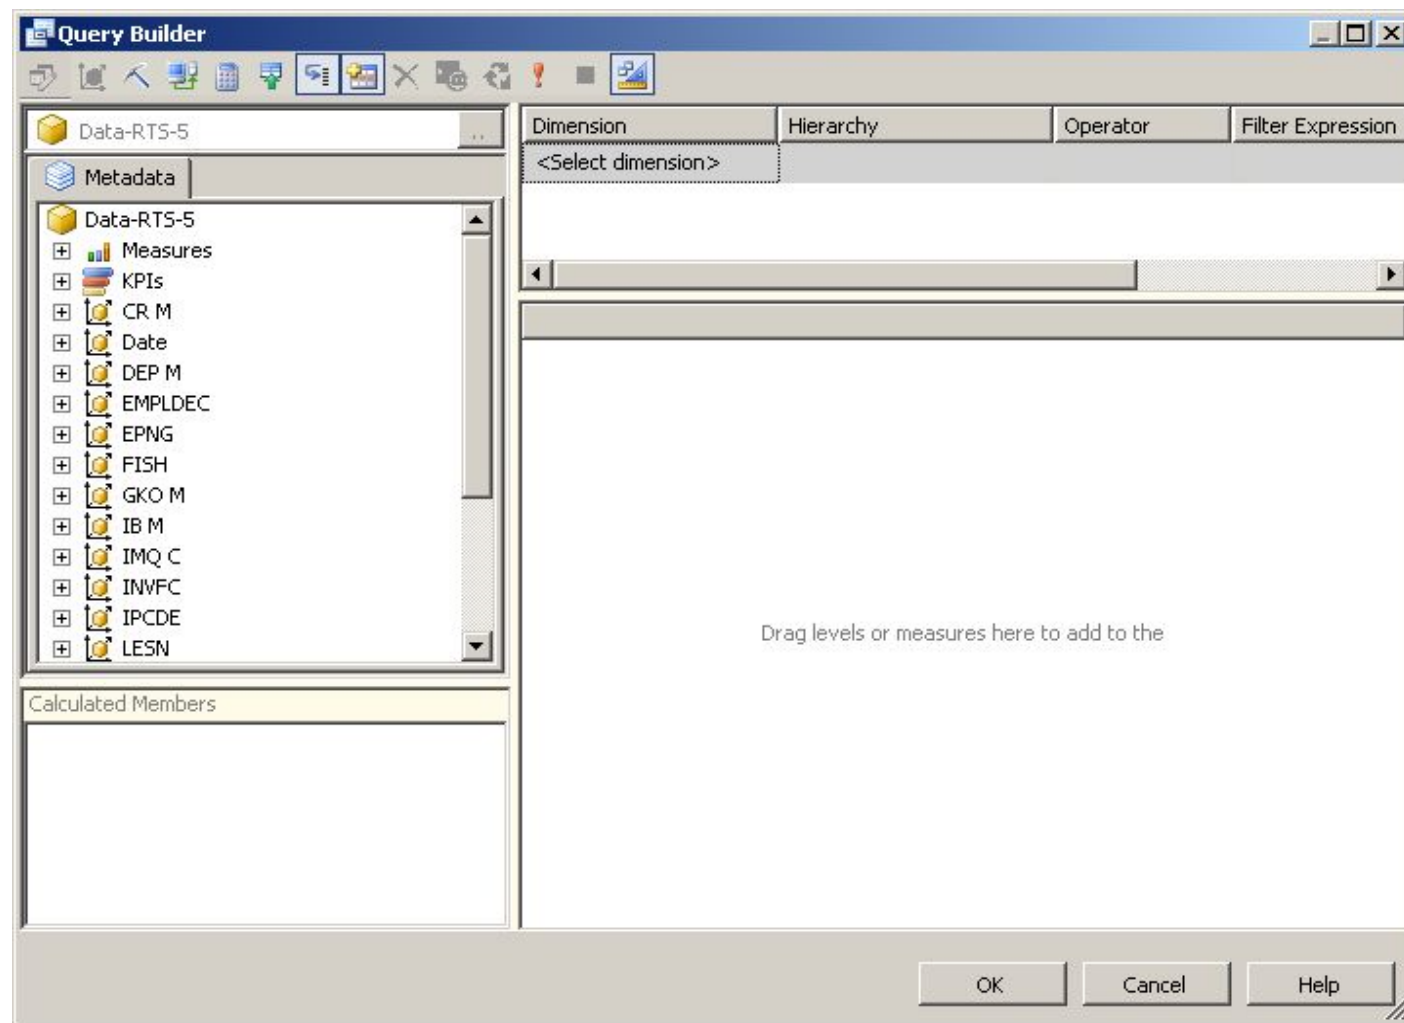 Query Builder
Data-RTS-5
..
Metadata
Data-RTS-5
Measures
KPIs
CR M
Date
DEP M
EMPLDEC
EPNG
FISH
GKO M
IB M
IMQ C
INVFC
IPCDE
LESN
Calculated Members
Dimension Hierarchy Operator Filter Expression
<Select dimension>
Drag levels or measures here to add to the
OK Cancel Help